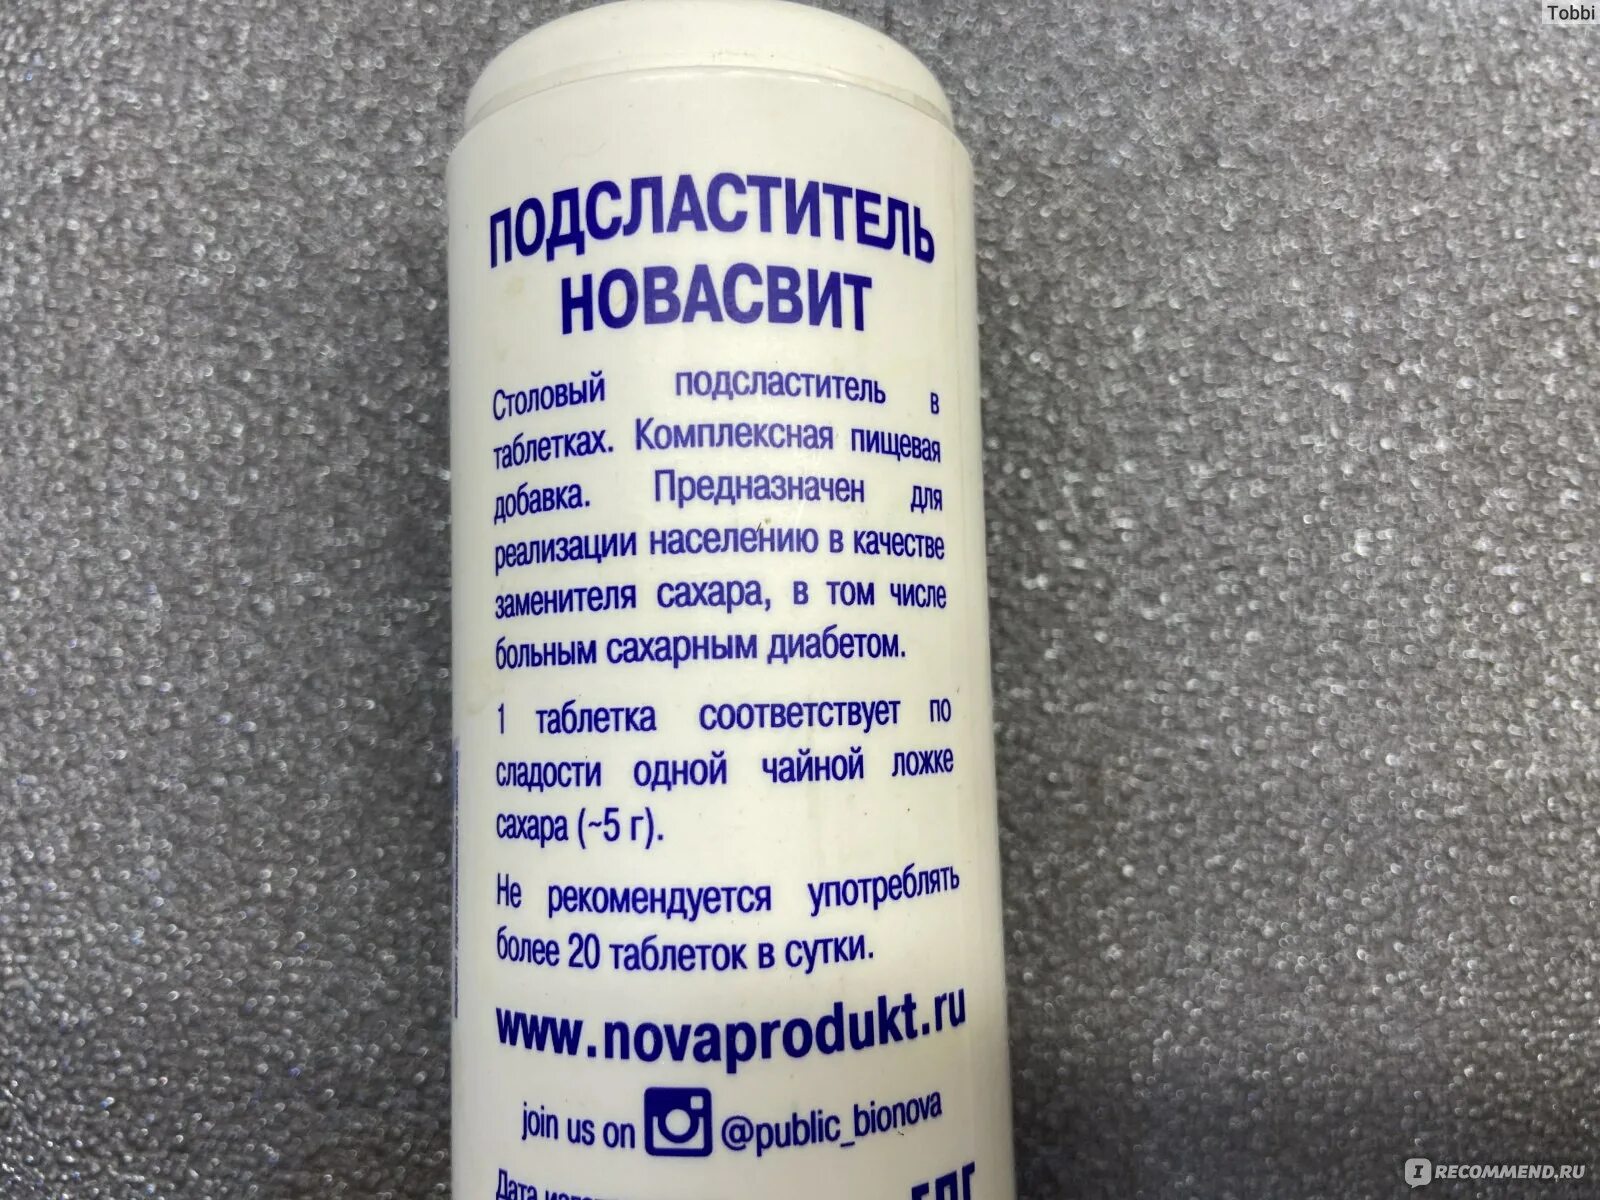 Tobbi
ПОДСЛАСТИТЕЛЬ
НОВАСВИТ
Столовый подсластитель в
таблетках. Комплексная пищевая
добавка. Предназначен для
реализации населению в качестве
заменителя сахара, в том числе
больным сахарным диабетом.
1 таблетка соответствует по
сладости одной чайной ложке
сахара (~5 г).
Не рекомендуется употреблять
более 20 таблеток в сутки.
www.novaprodukt.ru
join us on @public_bionova
Дата
IRECOMMEND.RU